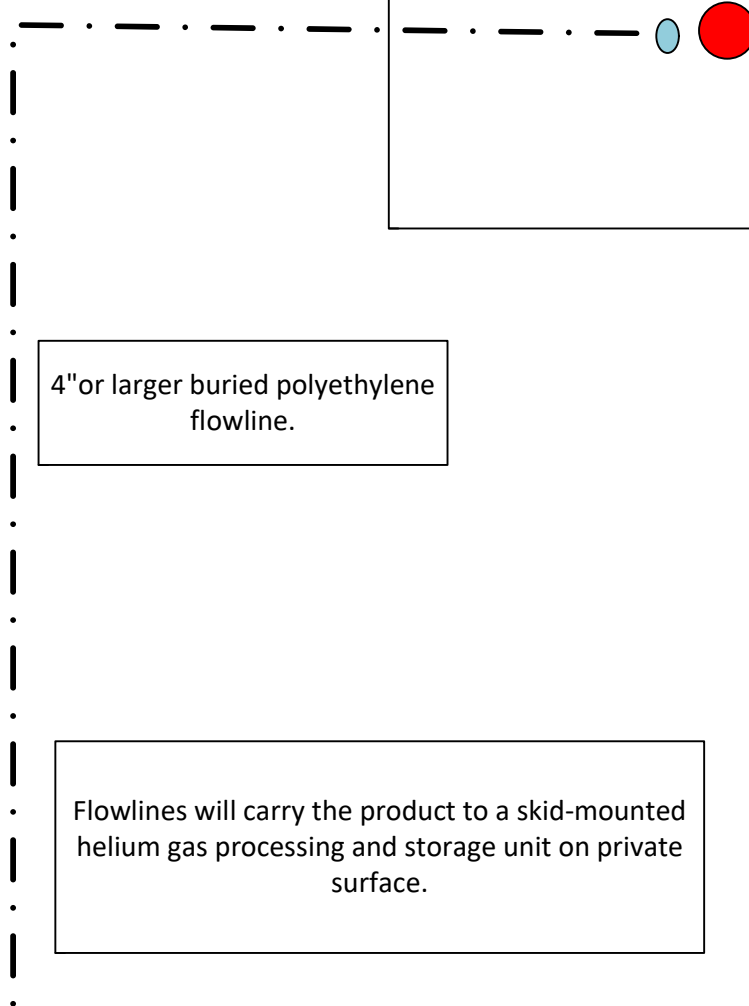 4"or larger buried polyethylene
flowline.
Flowlines will carry the product to a skid-mounted
helium gas processing and storage unit on private
surface.